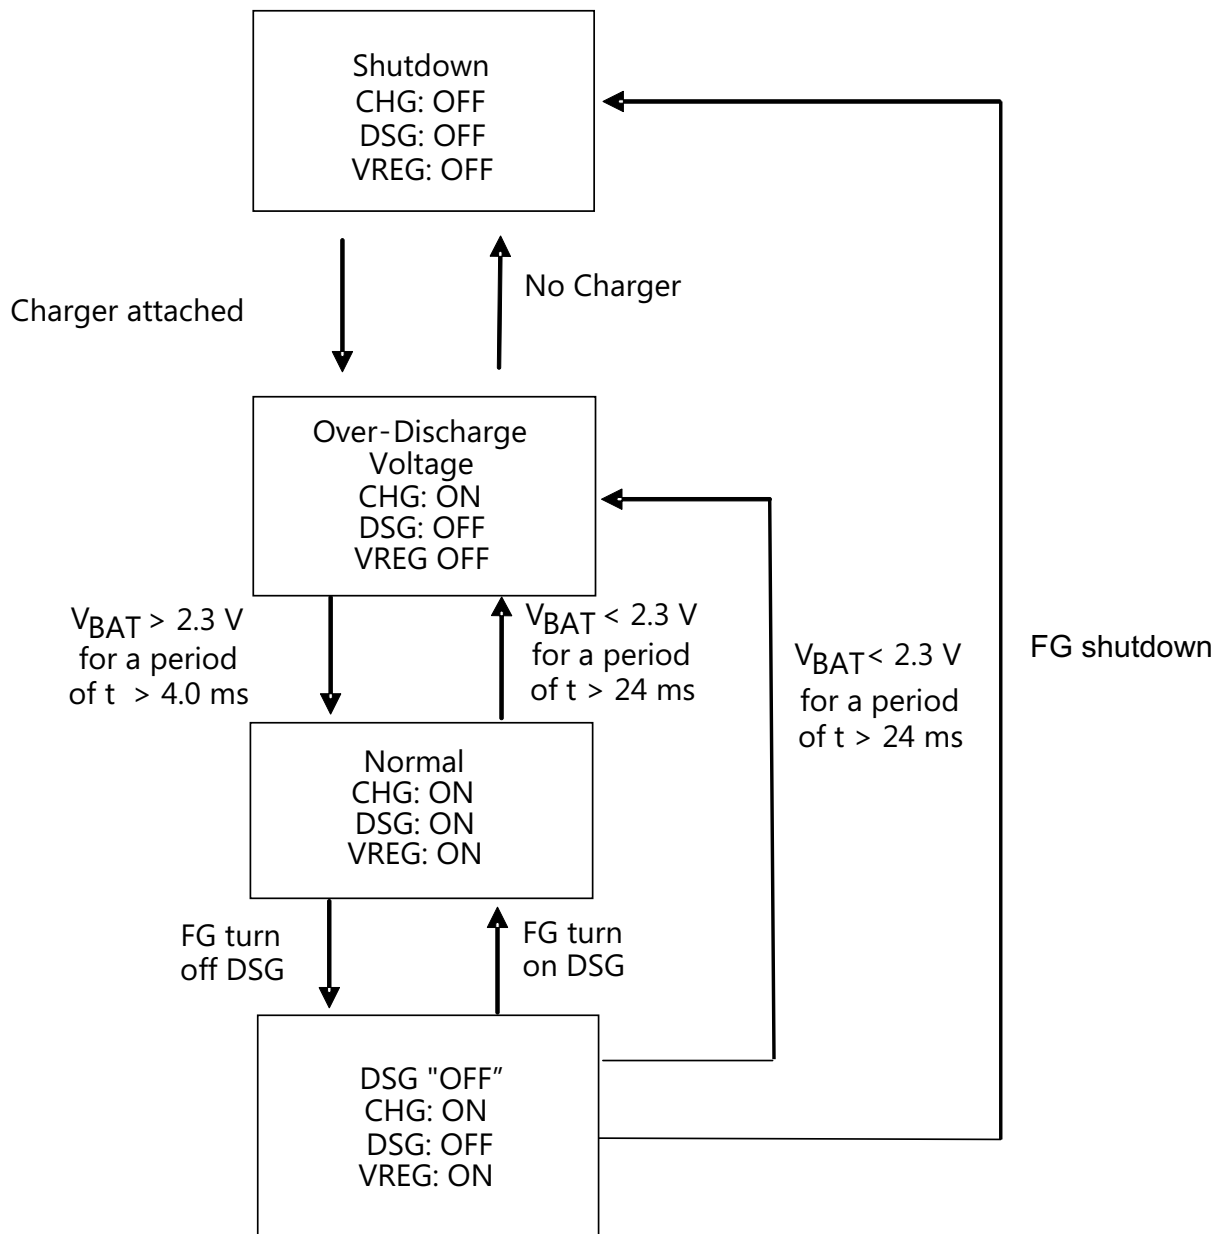 Shutdown
CHG: OFF
DSG: OFF
VREG: OFF
Charger attached
No Charger
Over-Discharge
Voltage
CHG: ON
DSG: OFF
VREG OFF
VBAT > 2.3 V
for a period
of t > 4.0 ms
VBAT < 2.3 V
for a period
of t > 24 ms
VBAT < 2.3 V
for a period
of t > 24 ms
FG shutdown
Normal
CHG: ON
DSG: ON
VREG: ON
FG turn
off DSG
FG turn
on DSG
DSG "OFF”
CHG: ON
DSG: OFF
VREG: ON